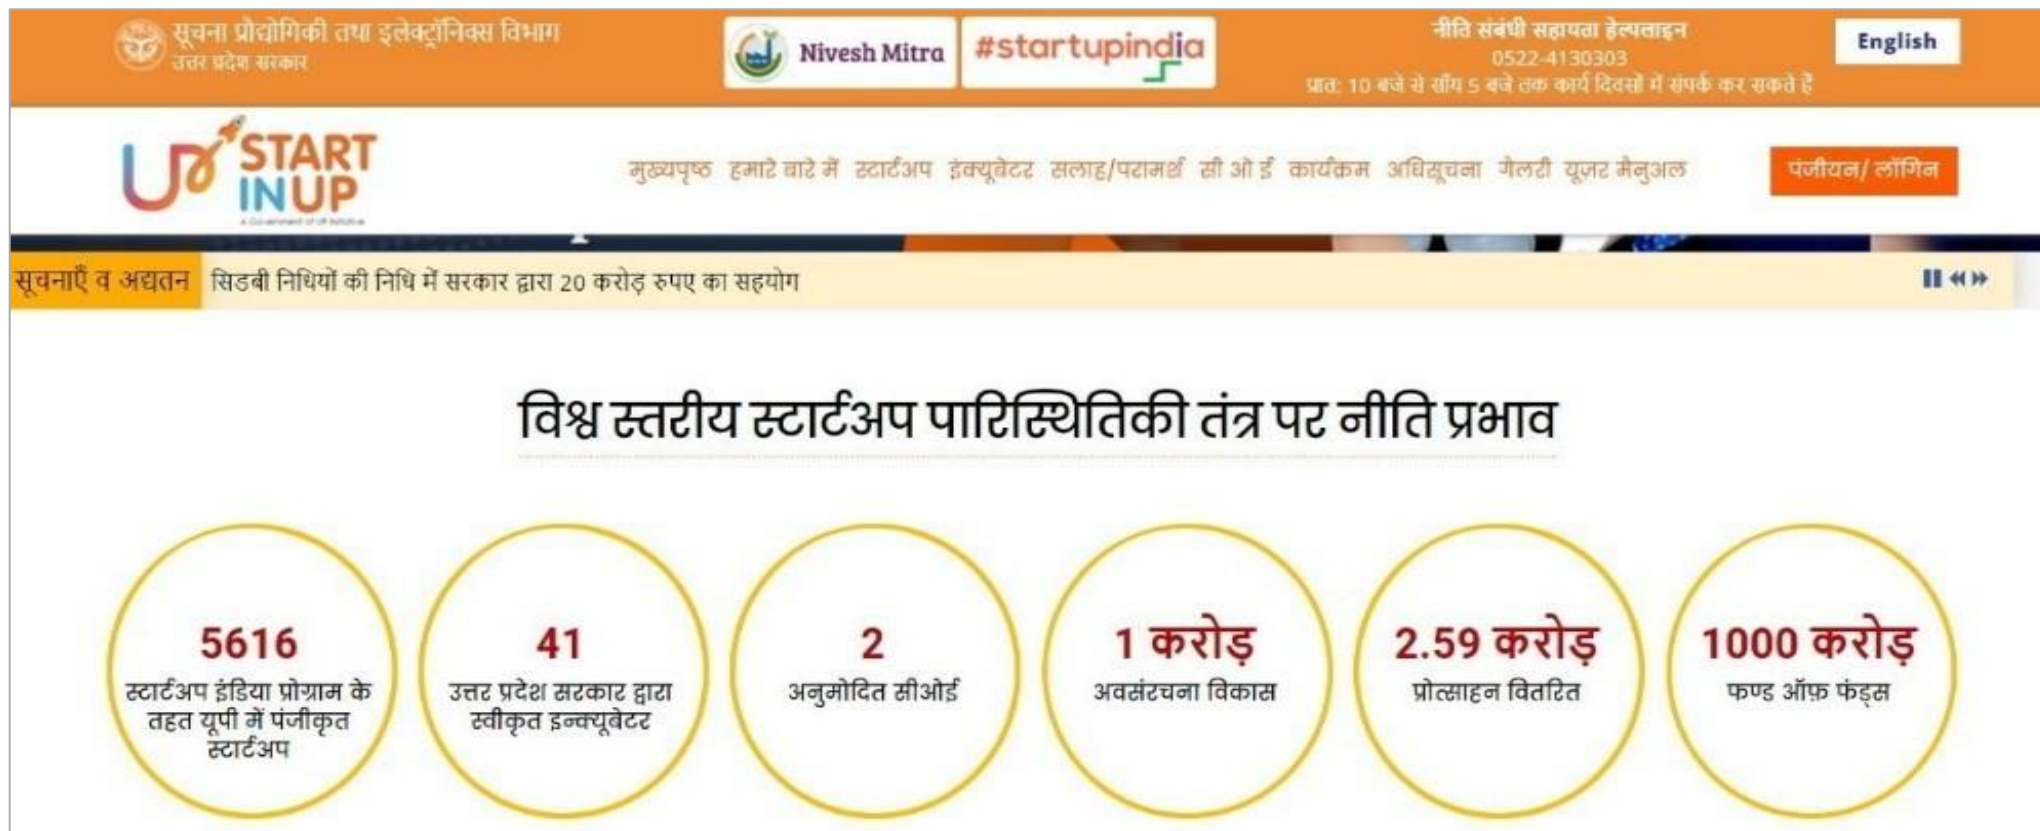 सूचना प्रौद्योगिकी तथा इलेक्ट्रॉनिक्स विभाग
उत्तर प्रदेश सरकार
Nivesh Mitra
#startupindia
नीति संबंधी सहायता हेल्पलाइन
0522-4130303
प्रात: 10 बजे से साँय 5 बजे तक कार्य दिवसों में संपर्क कर सकते हैं
English
UP START
IN UP
मुख्यपृष्ठ हमारे बारे में स्टार्टअप इंक्यूबेटर सलाह/परामर्श सी ओ ई कार्यक्रम अधिसूचना गेलरी यूज़र मैनुअल
पंजीयन/ लॉगिन
सूचनाएँ व अद्यतन
सिडबी निधियों की निधि में सरकार द्वारा 20 करोड़ रुपए का सहयोग
विश्व स्तरीय स्टार्टअप पारिस्थितिकी तंत्र पर नीति प्रभाव
5616
स्टार्टअप इंडिया प्रोग्राम के
तहत यूपी में पंजीकृत
स्टार्टअप
41
उत्तर प्रदेश सरकार द्वारा
स्वीकृत इन्क्यूबेटर
2
अनुमोदित सीओई
1 करोड़
अवसंरचना विकास
2.59 करोड़
प्रोत्साहन वितरित
1000 करोड़
फण्ड ऑफ़ फंड्स